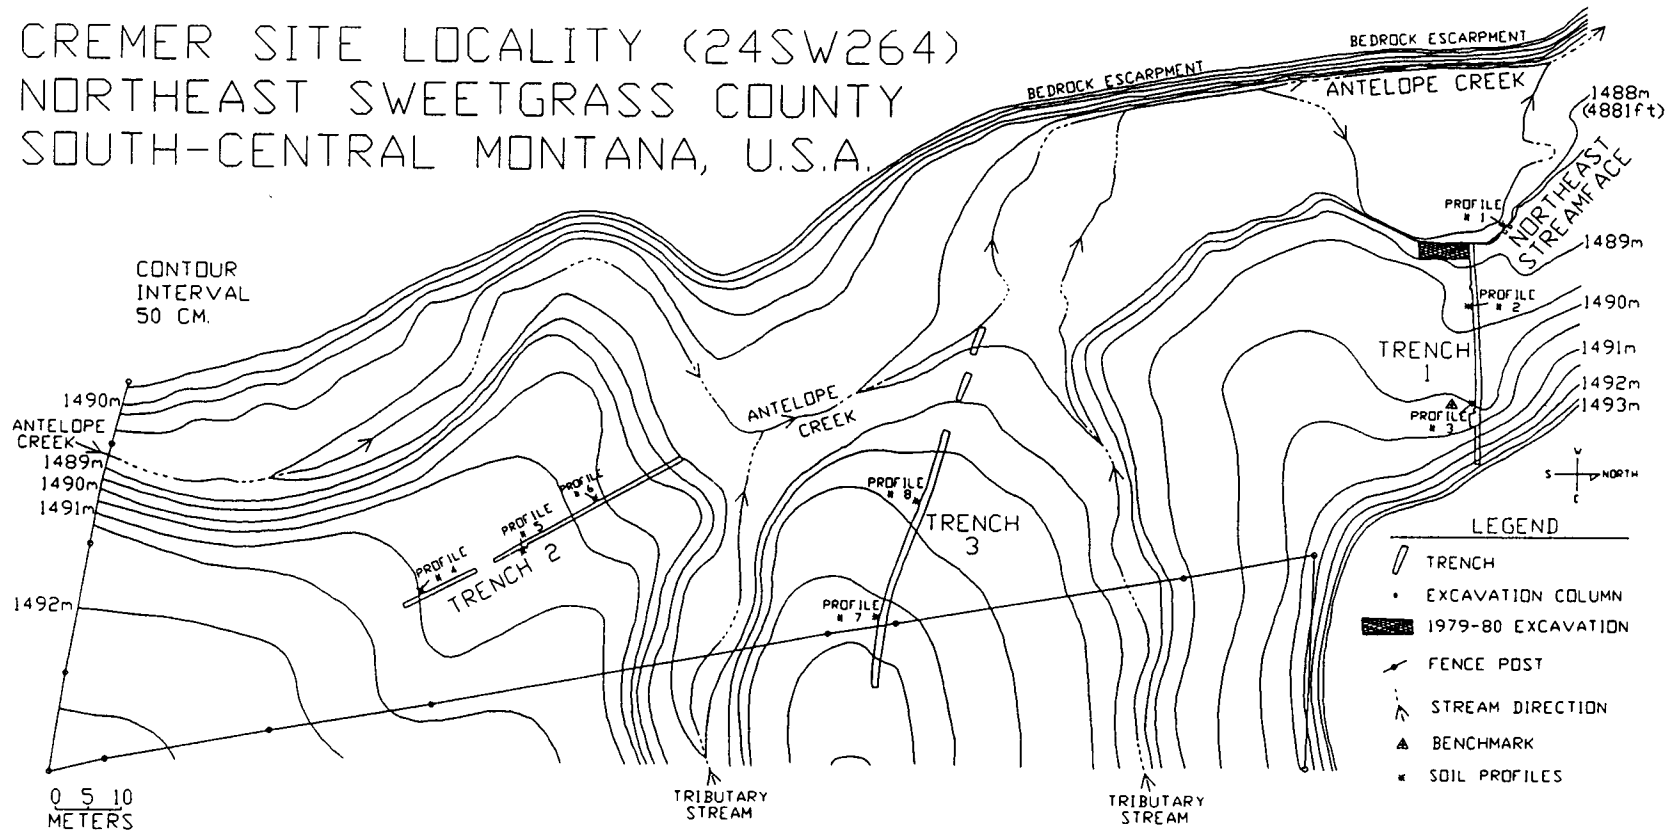 CREMER SITE LOCALITY (24SW264)
NORTHEAST SWEETGRASS COUNTY
SOUTH-CENTRAL MONTANA, U.S.A.
CONTOUR
INTERVAL
50 CM.
BEDROCK ESCARPMENT
BEDROCK ESCARPMENT
ANTELOPE CREEK
1488m
(4881ft)
NORTHEAST
STREAMFACE
PROFILE
* 1
1489m
PROFILE
* 2
1490m
TRENCH
1
1491m
1492m
1493m
PROFILE
* 3
1490m
ANTELOPE
CREEK
1489m
1490m
1491m
1492m
ANTELOPE
CREEK
PROFILE
* 6
PROFILE
* 5
PROFILE
* 4
TRENCH 2
PROFILE
* 8
TRENCH
3
PROFILE
* 7
W
S NORTH
E
LEGEND
TRENCH
EXCAVATION COLUMN
1979-80 EXCAVATION
FENCE POST
STREAM DIRECTION
BENCHMARK
SOIL PROFILES
0 5 10
METERS
TRIBUTARY
STREAM
TRIBUTARY
STREAM